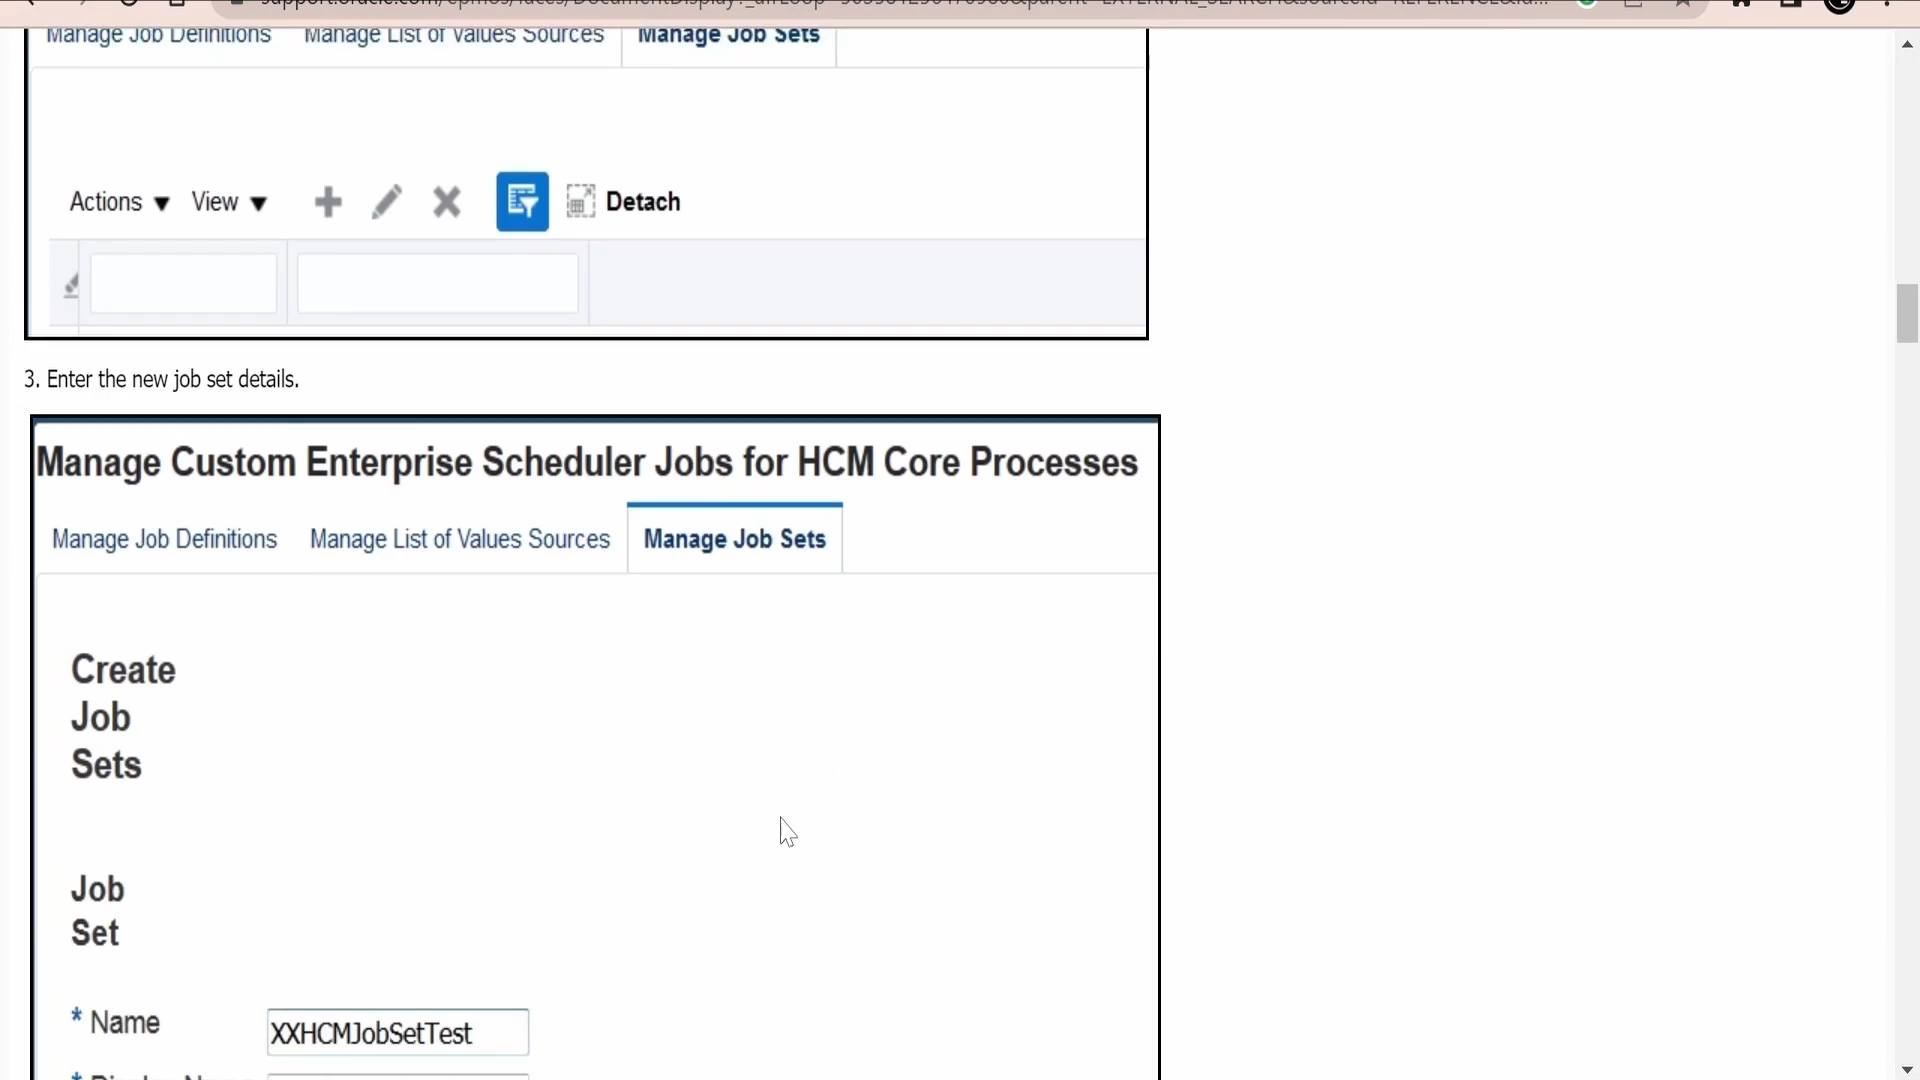 Manage Job Definitions Manage List of Values Sources Manage Job Sets
Actions ▼ View ▼ Detach
3. Enter the new job set details.
Manage Custom Enterprise Scheduler Jobs for HCM Core Processes
Manage Job Definitions Manage List of Values Sources Manage Job Sets
Create
Job
Sets
Job
Set
* Name XXHCMJobSetTest